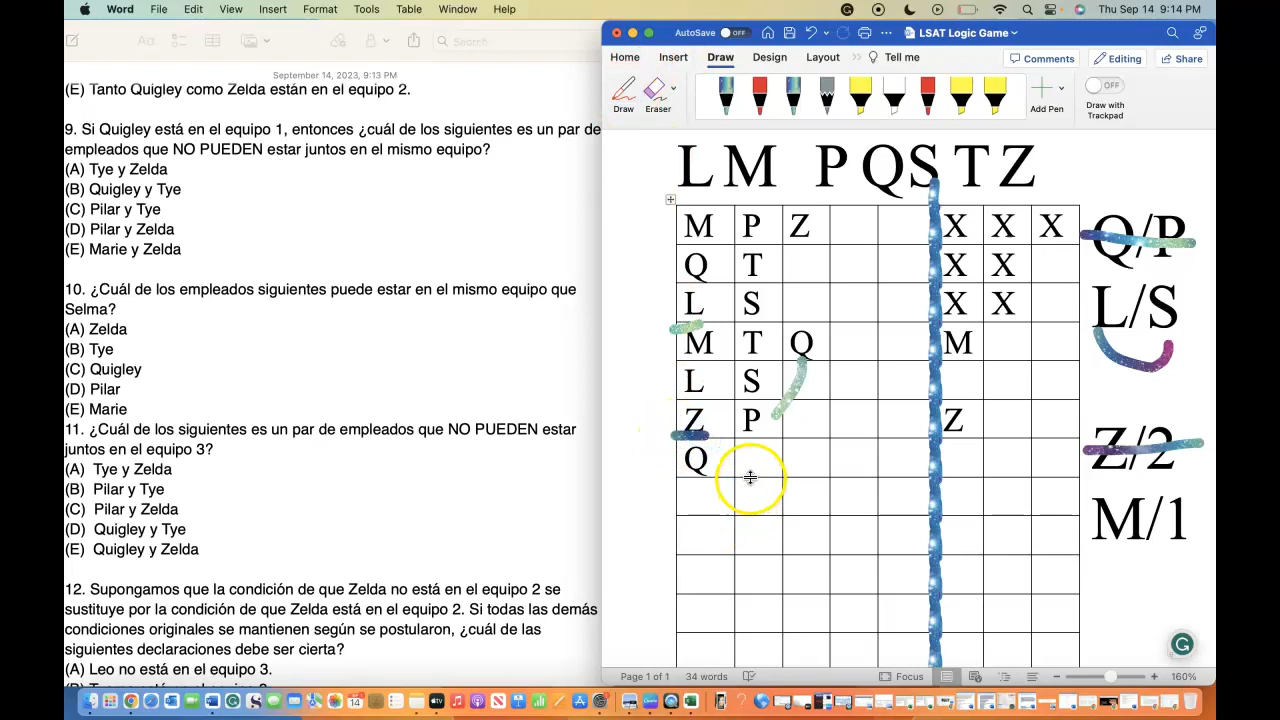 Word File Edit View Insert Format Tools Table Window Help Thu Sep 14 9:14 PM
Search
September 14, 2023, 9:13 PM
(E) Tanto Quigley como Zelda están en el equipo 2.
9. Si Quigley está en el equipo 1, entonces ¿cuál de los siguientes es un par de
empleados que NO PUEDEN estar juntos en el mismo equipo?
(A) Tye y Zelda
(B) Quigley y Tye
(C) Pilar y Tye
(D) Pilar y Zelda
(E) Marie y Zelda
10. ¿Cuál de los empleados siguientes puede estar en el mismo equipo que
Selma?
(A) Zelda
(B) Tye
(C) Quigley
(D) Pilar
(E) Marie
11. ¿Cuál de los siguientes es un par de empleados que NO PUEDEN estar
juntos en el equipo 3?
(A) Tye y Zelda
(B) Pilar y Tye
(C) Pilar y Zelda
(D) Quigley y Tye
(E) Quigley y Zelda
12. Supongamos que la condición de que Zelda no está en el equipo 2 se
sustituye por la condición de que Zelda está en el equipo 2. Si todas las demás
condiciones originales se mantienen según se postularon, ¿cuál de las
siguientes declaraciones debe ser cierta?
(A) Leo no está en el equipo 3.
AutoSave OFF LSAT Logic Game
Home Insert Draw Design Layout Tell me Comments Editing Share
Draw Eraser Add Pen Draw with
Trackpad
OFF
L M P Q S T Z
M P Z X X X
Q T X X
L S X X
M T Q M
L S
Z P Z
Q
Q/P
L/S
Z/2
M/1
Page 1 of 1 34 words Focus 160%